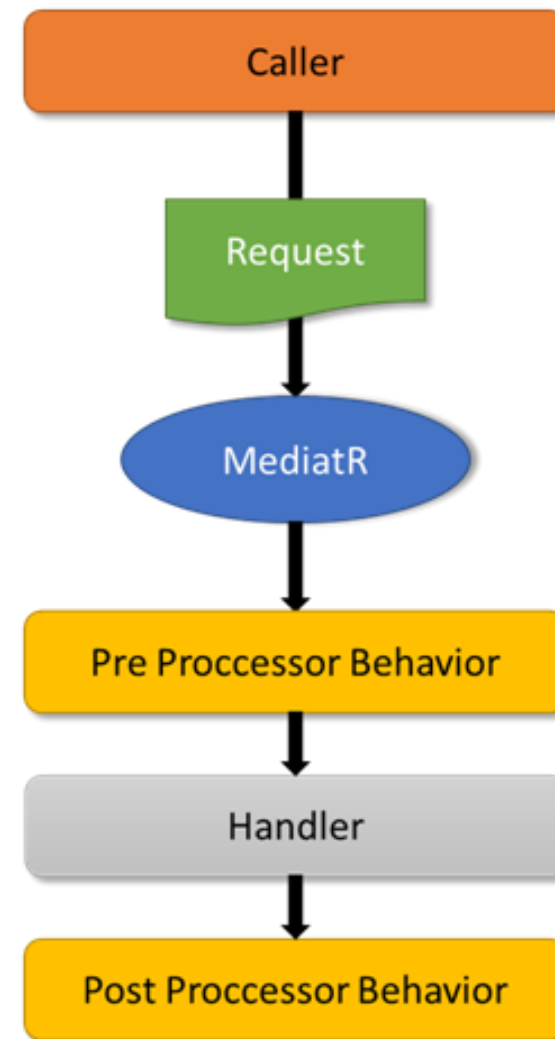 Caller
Request
MediatR
Pre Proccessor Behavior
Handler
Post Proccessor Behavior